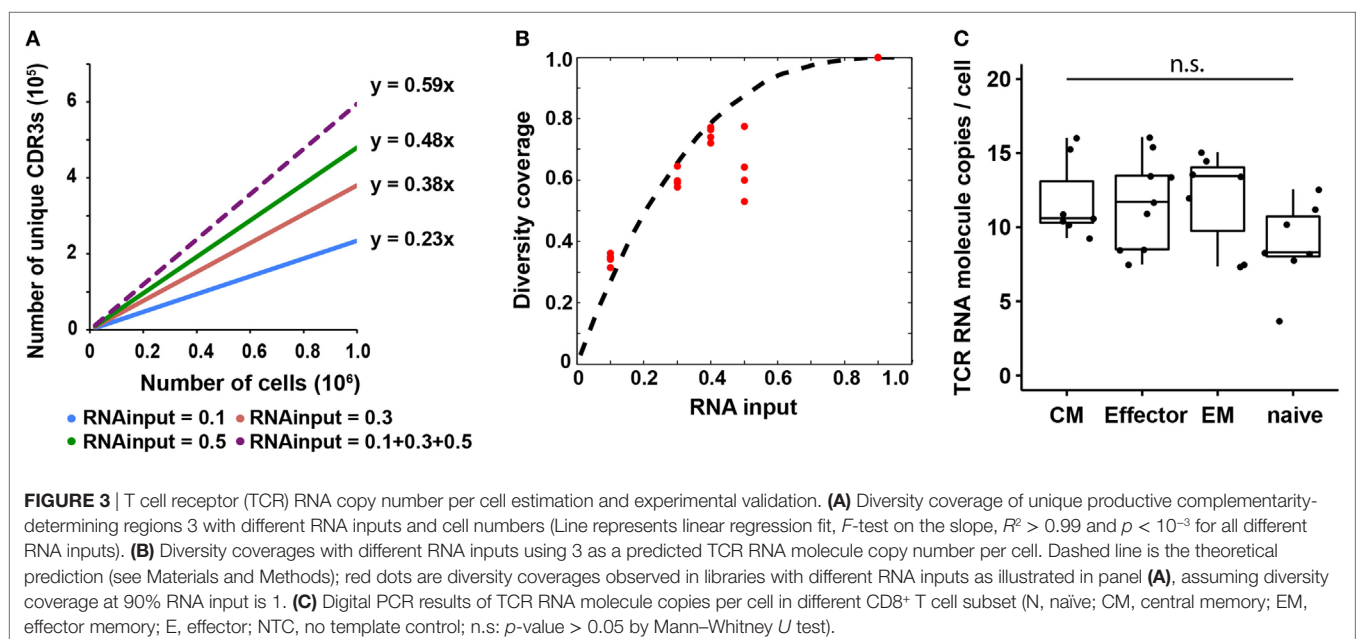 A
Number of unique CDR3s (10⁵)
6
4
2
0
y = 0.59x
y = 0.48x
y = 0.38x
y = 0.23x
0 0.2 0.4 0.6 0.8 1.0
Number of cells (10⁶)
RNAinput = 0.1 RNAinput = 0.3
RNAinput = 0.5 RNAinput = 0.1+0.3+0.5
B
Diversity coverage
1.0
0.8
0.6
0.4
0.2
0
0 0.2 0.4 0.6 0.8 1.0
RNA input
C
TCR RNA molecule copies / cell
n.s.
20
15
10
5
0
CM Effector EM naive
FIGURE 3 | T cell receptor (TCR) RNA copy number per cell estimation and experimental validation. (A) Diversity coverage of unique productive complementarity-
determining regions 3 with different RNA inputs and cell numbers (Line represents linear regression fit, F-test on the slope, R² > 0.99 and p < 10⁻³ for all different
RNA inputs). (B) Diversity coverages with different RNA inputs using 3 as a predicted TCR RNA molecule copy number per cell. Dashed line is the theoretical
prediction (see Materials and Methods); red dots are diversity coverages observed in libraries with different RNA inputs as illustrated in panel (A), assuming diversity
coverage at 90% RNA input is 1. (C) Digital PCR results of TCR RNA molecule copies per cell in different CD8⁺ T cell subset (N, naïve; CM, central memory; EM,
effector memory; E, effector; NTC, no template control; n.s: p-value > 0.05 by Mann–Whitney U test).